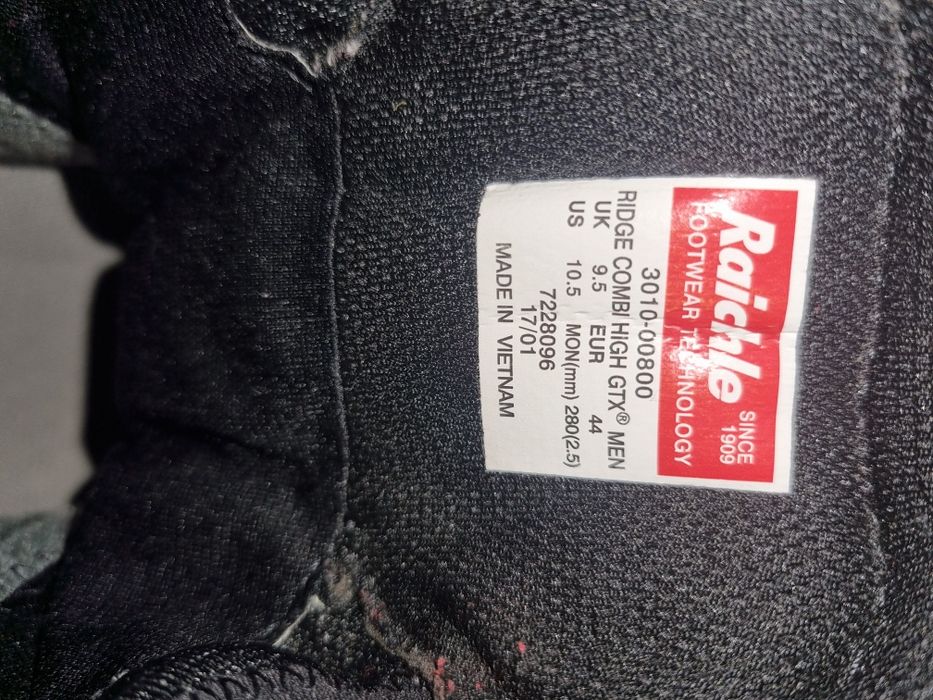 Raichle SINCE 1909
FOOTWEAR TECHNOLOGY
3010-00800
RIDGE COMBI HIGH GTX® MEN
UK 9.5 EUR 44
US 10.5 MON(mm) 280(2.5)
7228096
17/01
MADE IN VIETNAM